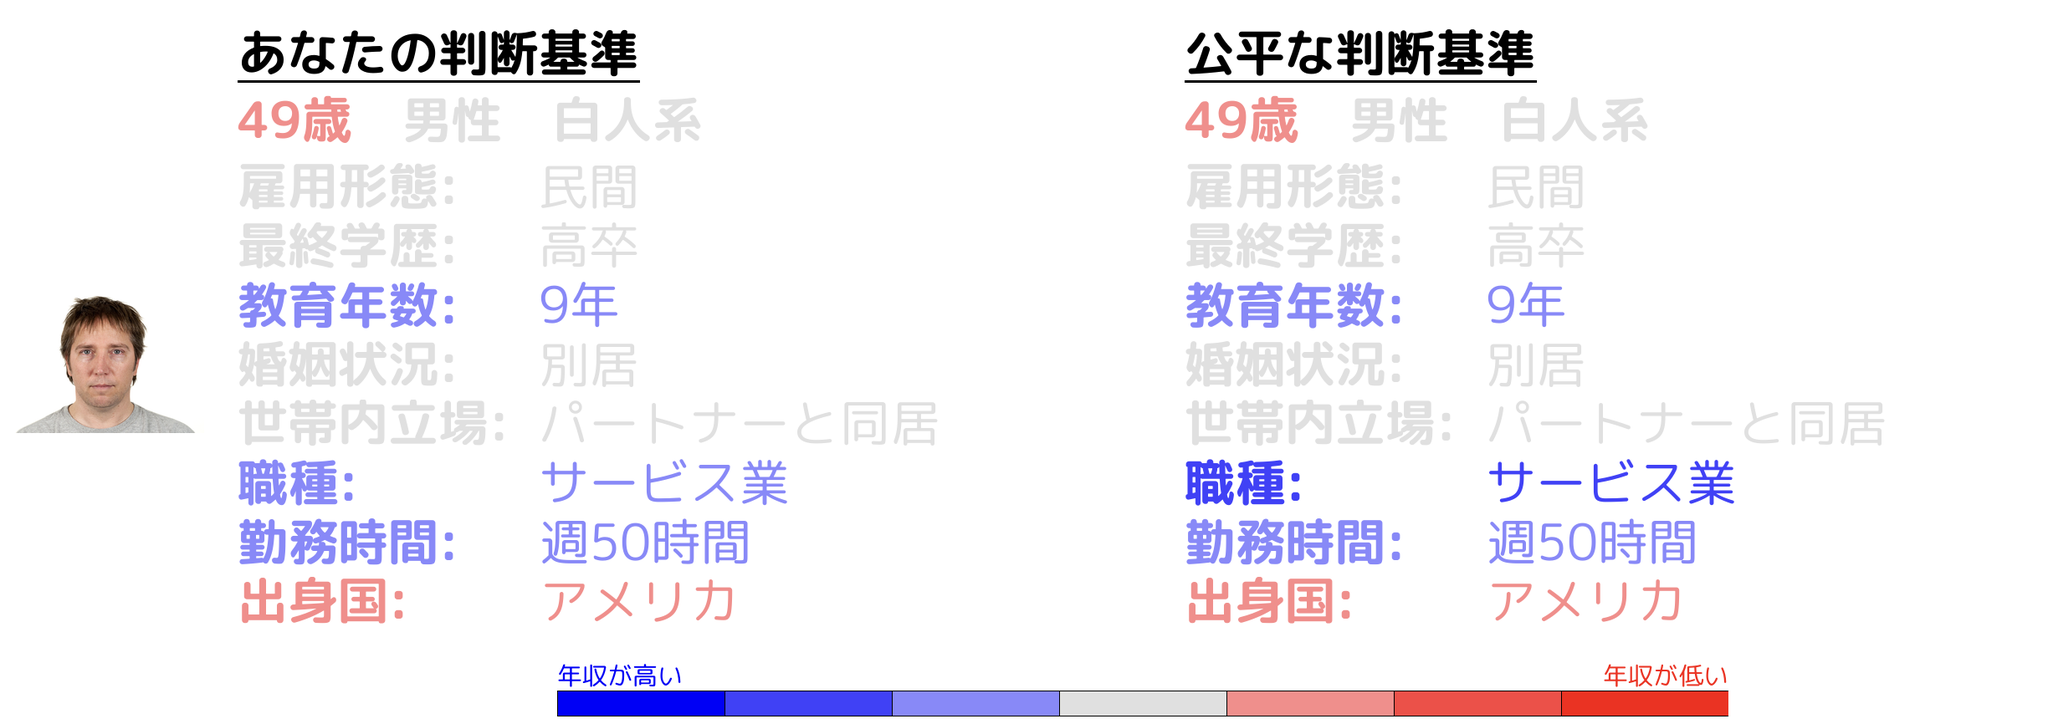 あなたの判断基準
49歳 男性 白人系
雇用形態: 民間
最終学歴: 高卒
教育年数: 9年
婚姻状況: 別居
世帯内立場: パートナーと同居
職種: サービス業
勤務時間: 週50時間
出身国: アメリカ
公平な判断基準
49歳 男性 白人系
雇用形態: 民間
最終学歴: 高卒
教育年数: 9年
婚姻状況: 別居
世帯内立場: パートナーと同居
職種: サービス業
勤務時間: 週50時間
出身国: アメリカ
年収が高い
年収が低い